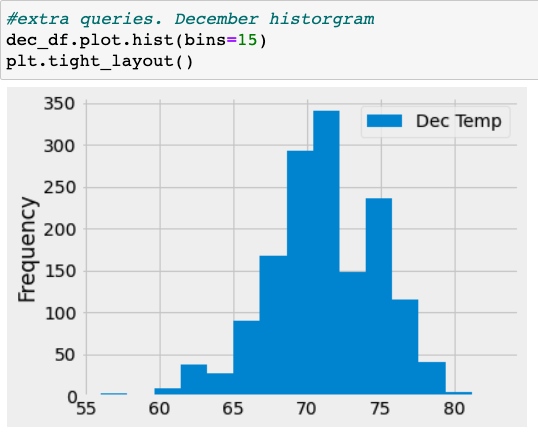 #extra queries. December historgram
dec_df.plot.hist(bins=15)
plt.tight_layout()
350
Dec Temp
300
250
200
Frequency
150
100
50
0
55 60 65 70 75 80